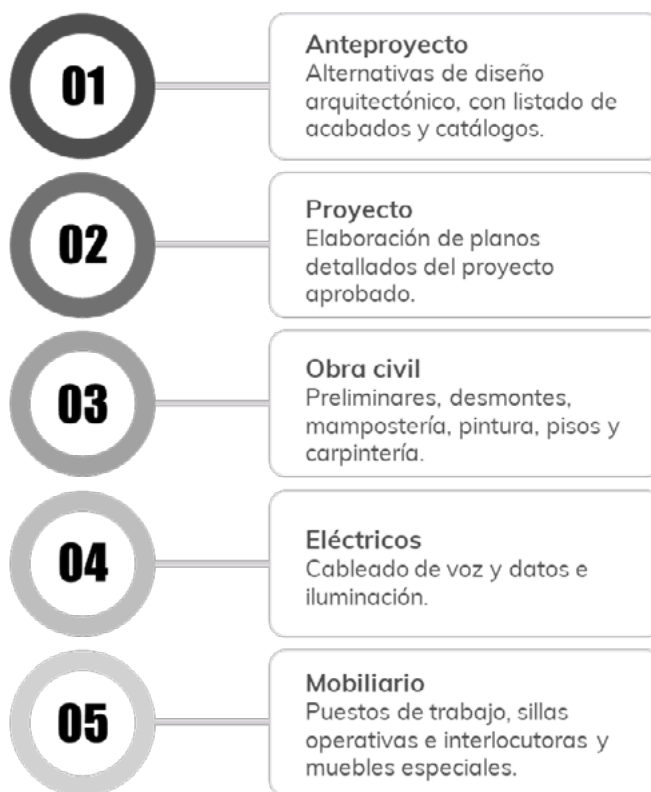 01
Anteproyecto
Alternativas de diseño
arquitectónico, con listado de
acabados y catálogos.
02
Proyecto
Elaboración de planos
detallados del proyecto
aprobado.
03
Obra civil
Preliminares, desmontes,
mampostería, pintura, pisos y
carpintería.
04
Eléctricos
Cableado de voz y datos e
iluminación.
05
Mobiliario
Puestos de trabajo, sillas
operativas e interlocutoras y
muebles especiales.